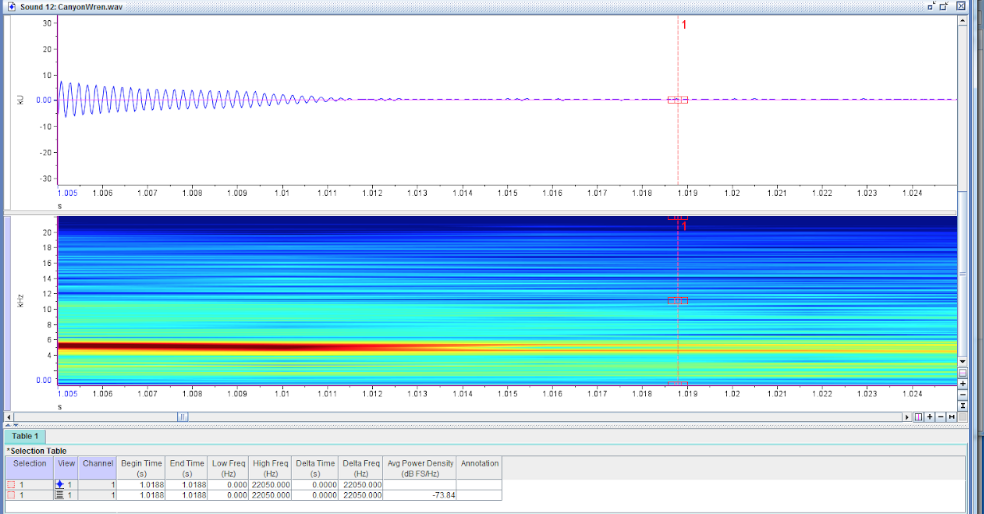 Sound 12: CanyonWren.wav
1
30
20
10
kU
0.00
-10
-20
-30
1.005 1.006 1.007 1.008 1.009 1.01 1.011 1.012 1.013 1.014 1.015 1.016 1.017 1.018 1.019 1.02 1.021 1.022 1.023 1.024
s
1
20
18
16
14
12
kHz
10
8
6
4
0.00
1.005 1.006 1.007 1.008 1.009 1.01 1.011 1.012 1.013 1.014 1.015 1.016 1.017 1.018 1.019 1.02 1.021 1.022 1.023 1.024
s
Table 1
*Selection Table
Selection View Channel Begin Time (s) End Time (s) Low Freq (Hz) High Freq (Hz) Delta Time (s) Delta Freq (Hz) Avg Power Density (dB FS/Hz) Annotation
1 1 1 1.0188 1.0188 0.000 22050.000 0.0000 22050.000
1 1 1 1.0188 1.0188 0.000 22050.000 0.0000 22050.000 -73.84